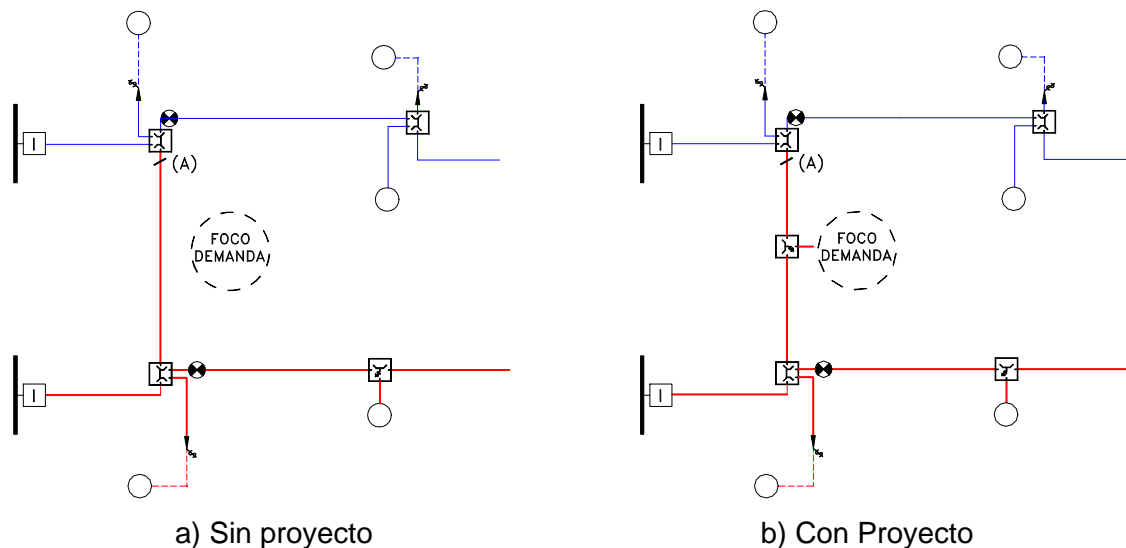 (A)
FOCO
DEMANDA
I
I
a) Sin proyecto
(A)
FOCO
DEMANDA
I
I
b) Con Proyecto